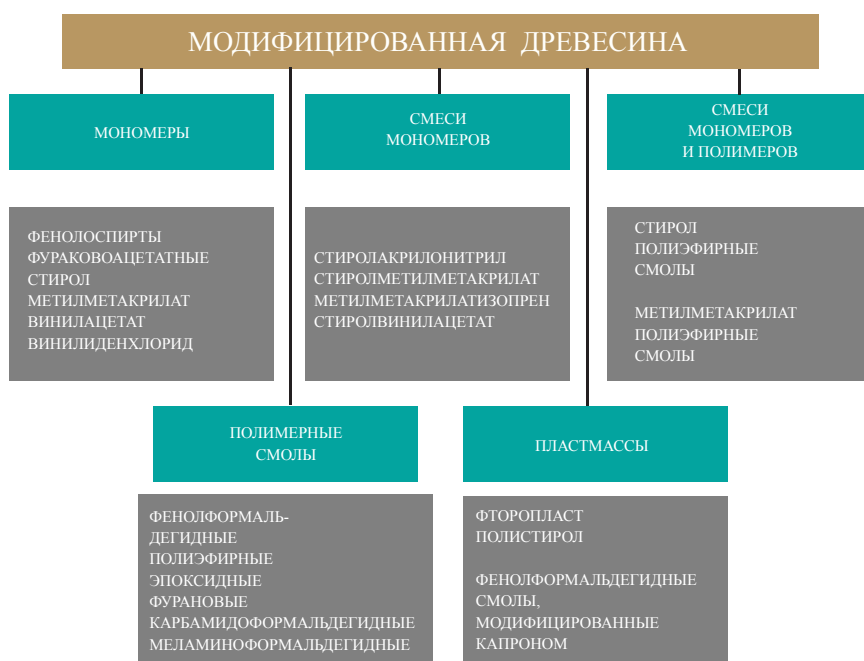 МОДИФИЦИРОВАННАЯ ДРЕВЕСИНА
МОНОМЕРЫ
СМЕСИ
МОНОМЕРОВ
СМЕСИ
МОНОМЕРОВ
И ПОЛИМЕРОВ
ФЕНОЛОСПИРТЫ
ФУРАКОВОАЦЕТАТНЫЕ
СТИРОЛ
МЕТИЛМЕТАКРИЛАТ
ВИНИЛАЦЕТАТ
ВИНИЛИДЕНХЛОРИД
СТИРОЛАКРИЛОНИТРИЛ
СТИРОЛМЕТИЛМЕТАКРИЛАТ
МЕТИЛМЕТАКРИЛАТИЗОПРЕН
СТИРОЛВИНИЛАЦЕТАТ
СТИРОЛ
ПОЛИЭФИРНЫЕ
СМОЛЫ
МЕТИЛМЕТАКРИЛАТ
ПОЛИЭФИРНЫЕ
СМОЛЫ
ПОЛИМЕРНЫЕ
СМОЛЫ
ПЛАСТМАССЫ
ФЕНОЛФОРМАЛЬ-
ДЕГИДНЫЕ
ПОЛИЭФИРНЫЕ
ЭПОКСИДНЫЕ
ФУРАНОВЫЕ
КАРБАМИДОФОРМАЛЬДЕГИДНЫЕ
МЕЛАМИНОФОРМАЛЬДЕГИДНЫЕ
ФТОРОПЛАСТ
ПОЛИСТИРОЛ
ФЕНОЛФОРМАЛЬДЕГИДНЫЕ
СМОЛЫ,
МОДИФИЦИРОВАННЫЕ
КАПРОНОМ